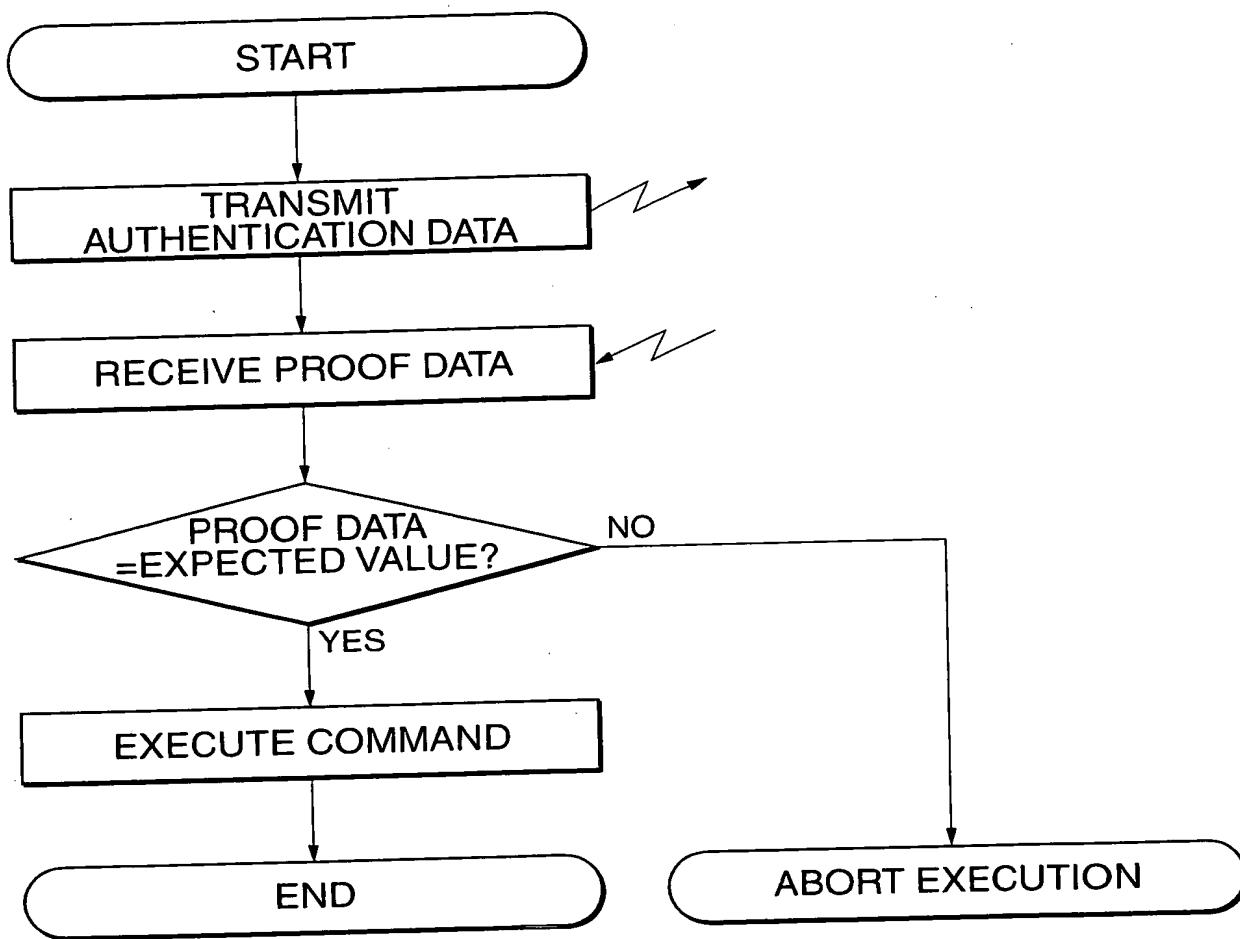 START
TRANSMIT
AUTHENTICATION DATA
RECEIVE PROOF DATA
PROOF DATA
=EXPECTED VALUE?
NO
YES
EXECUTE COMMAND
END
ABORT EXECUTION